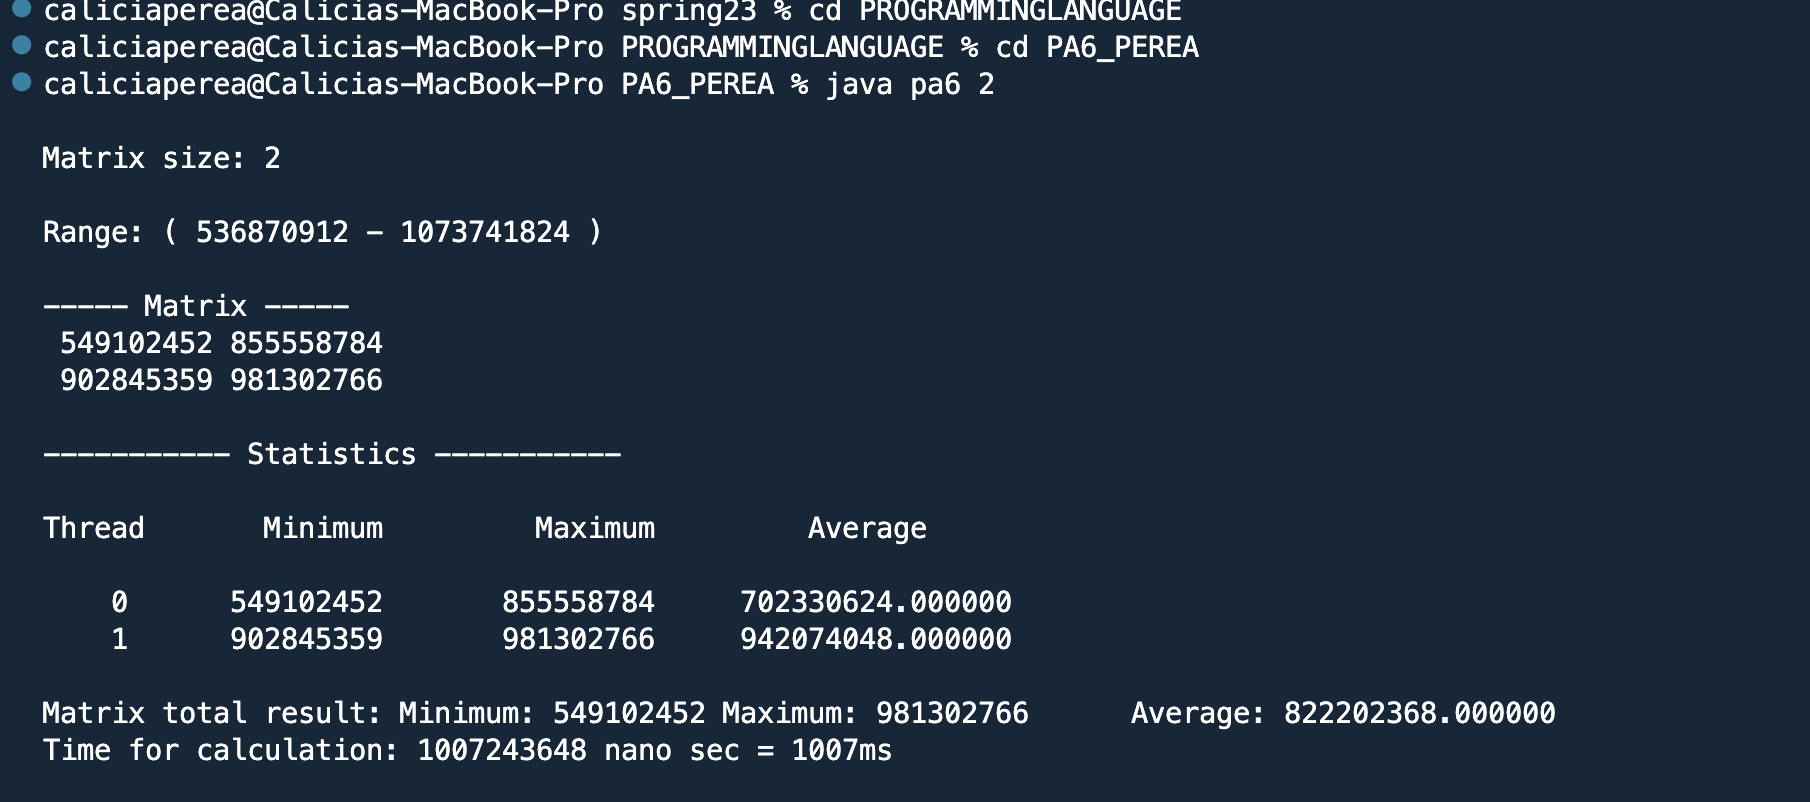 caliciaperea@Calicias-MacBook-Pro spring23 % cd PROGRAMMINGLANGUAGE
caliciaperea@Calicias-MacBook-Pro PROGRAMMINGLANGUAGE % cd PA6_PEREA
caliciaperea@Calicias-MacBook-Pro PA6_PEREA % java pa6 2
Matrix size: 2
Range: ( 536870912 - 1073741824 )
----- Matrix -----
549102452 855558784
902845359 981302766
----------- Statistics -----------
Thread Minimum Maximum Average
0 549102452 855558784 702330624.000000
1 902845359 981302766 942074048.000000
Matrix total result: Minimum: 549102452 Maximum: 981302766 Average: 822202368.000000
Time for calculation: 1007243648 nano sec = 1007ms